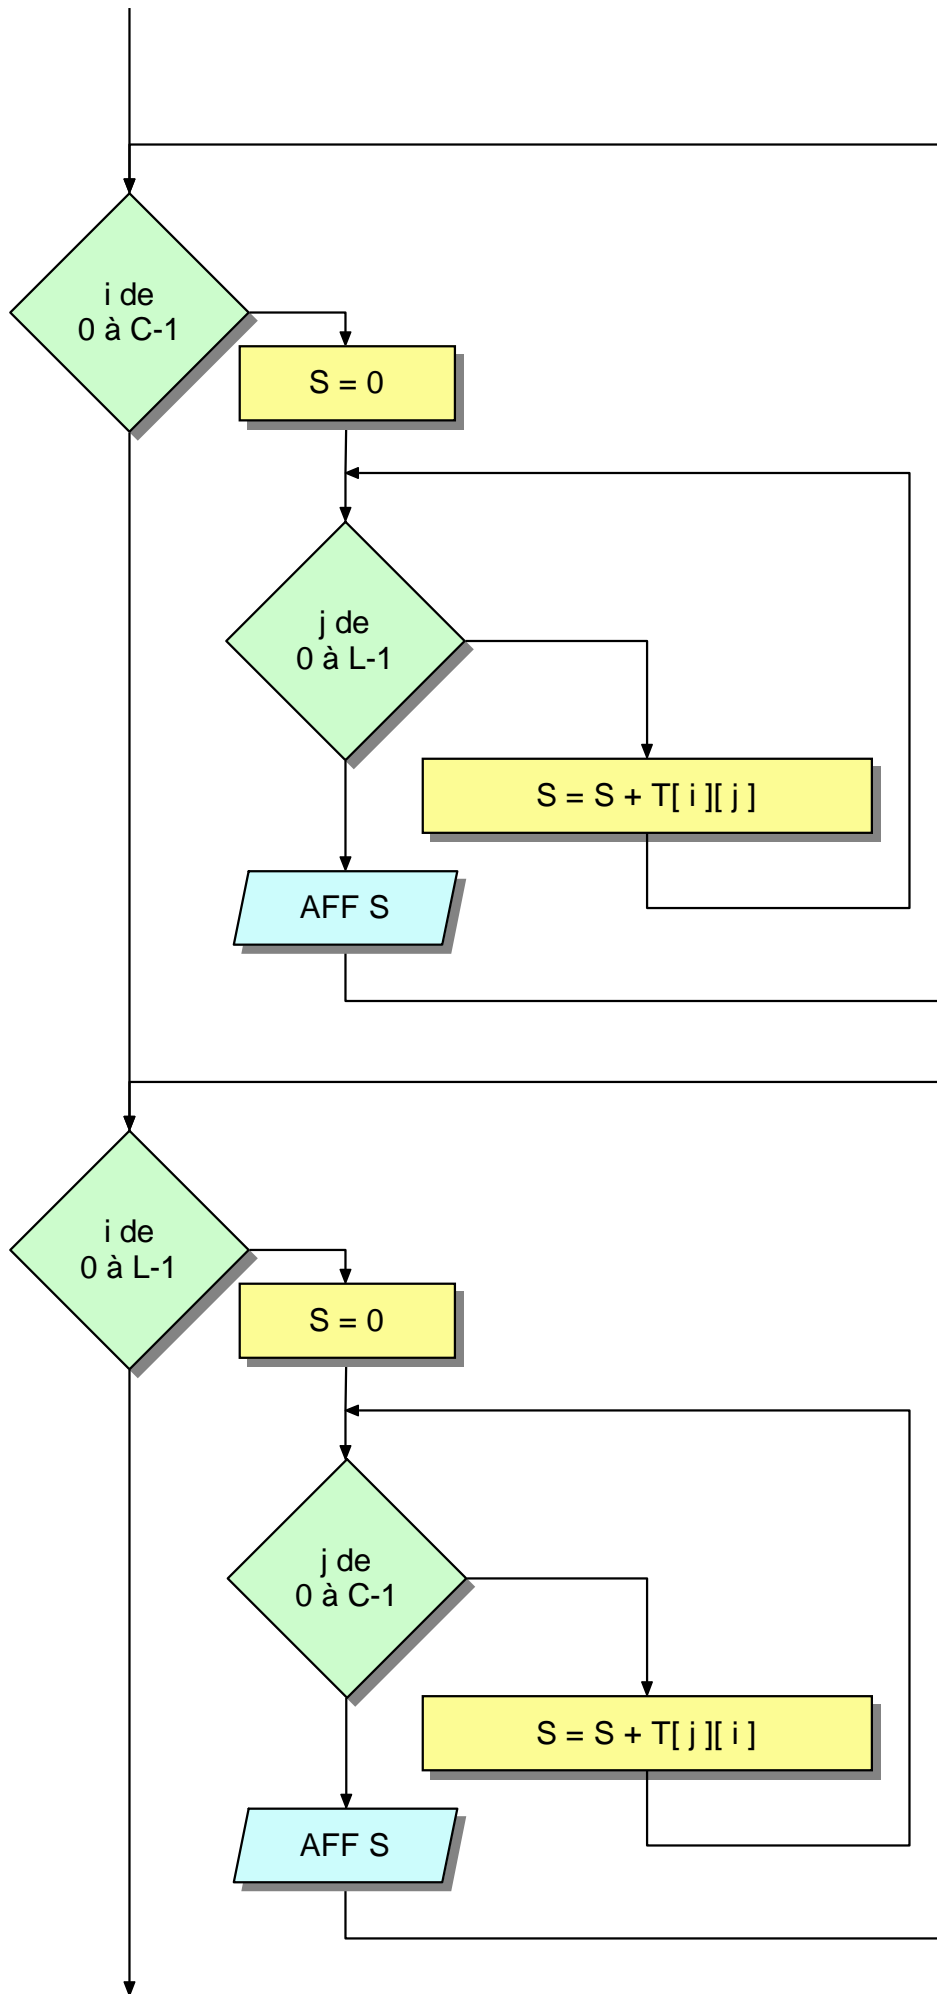 i de
0 à C-1
S = 0
j de
0 à L-1
S = S + T[ i ][ j ]
AFF S
i de
0 à L-1
S = 0
j de
0 à C-1
S = S + T[ j ][ i ]
AFF S